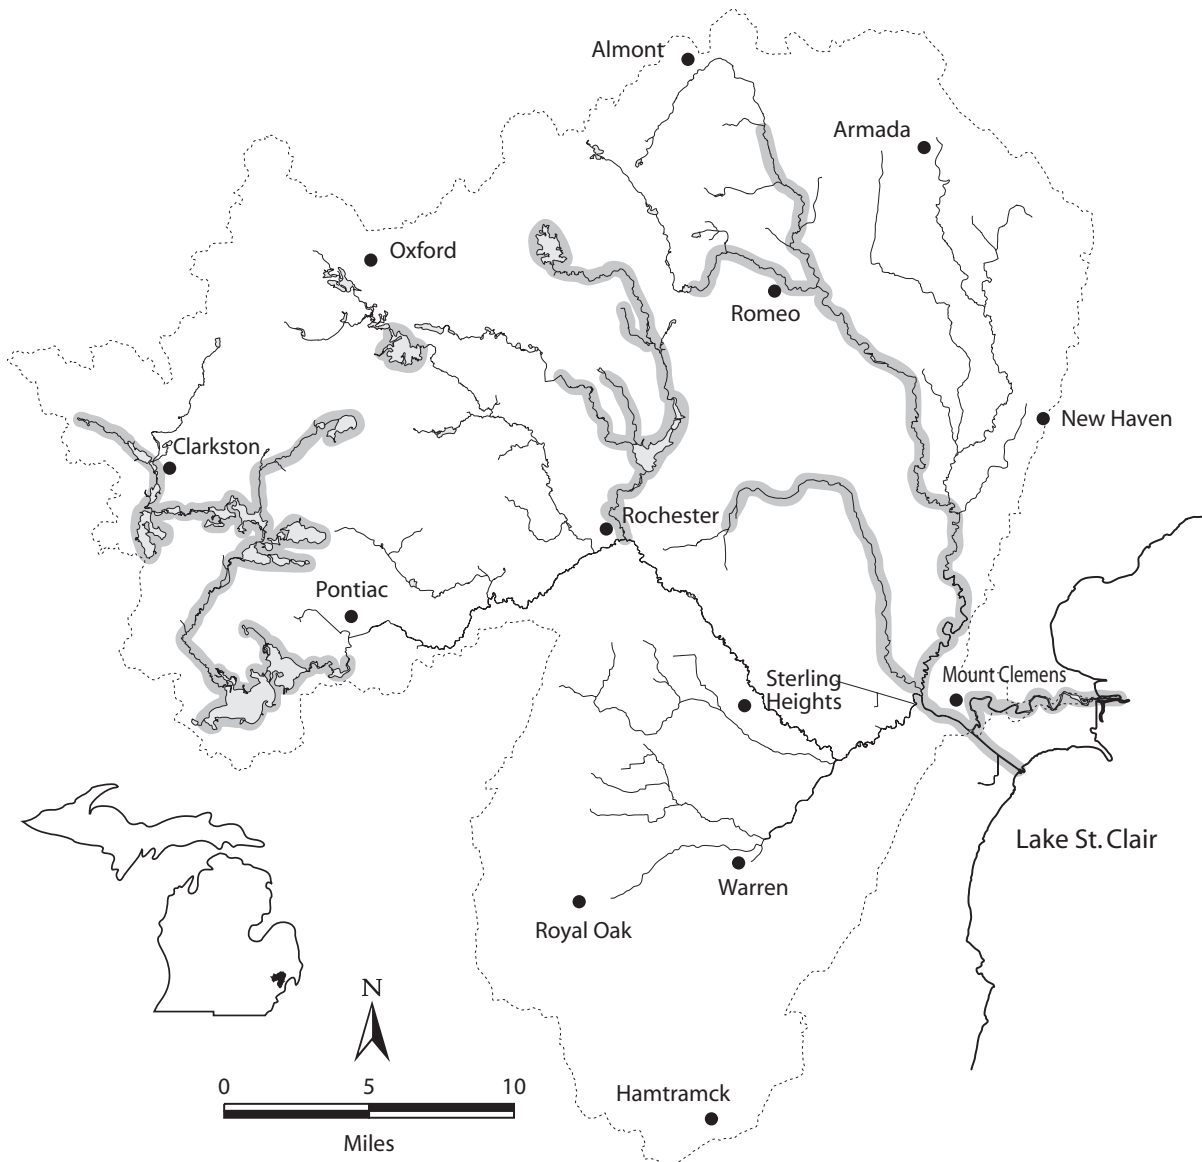 Almont
Armada
Oxford
Romeo
New Haven
Clarkston
Rochester
Pontiac
Mount Clemens
Sterling
Heights
Lake St. Clair
Warren
Royal Oak
N
0 5 10
Miles
Hamtramck